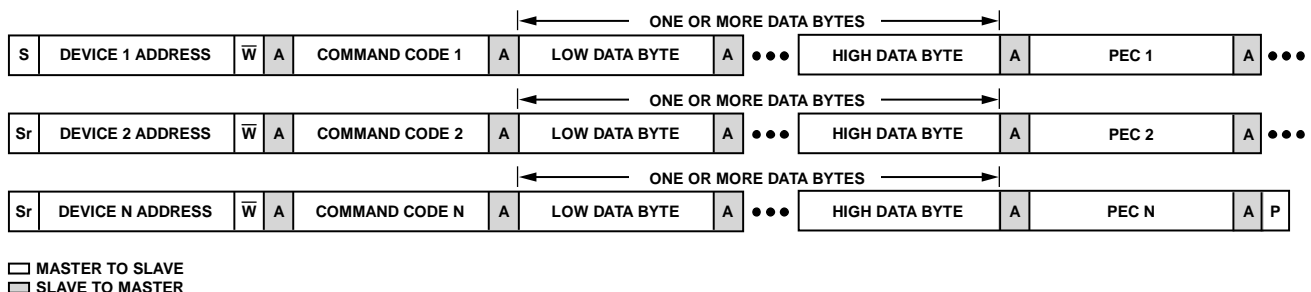 ONE OR MORE DATA BYTES
S DEVICE 1 ADDRESS W̅ A COMMAND CODE 1 A LOW DATA BYTE A ••• HIGH DATA BYTE A PEC 1 A •••
ONE OR MORE DATA BYTES
Sr DEVICE 2 ADDRESS W̅ A COMMAND CODE 2 A LOW DATA BYTE A ••• HIGH DATA BYTE A PEC 2 A •••
ONE OR MORE DATA BYTES
Sr DEVICE N ADDRESS W̅ A COMMAND CODE N A LOW DATA BYTE A ••• HIGH DATA BYTE A PEC N A P
MASTER TO SLAVE
SLAVE TO MASTER